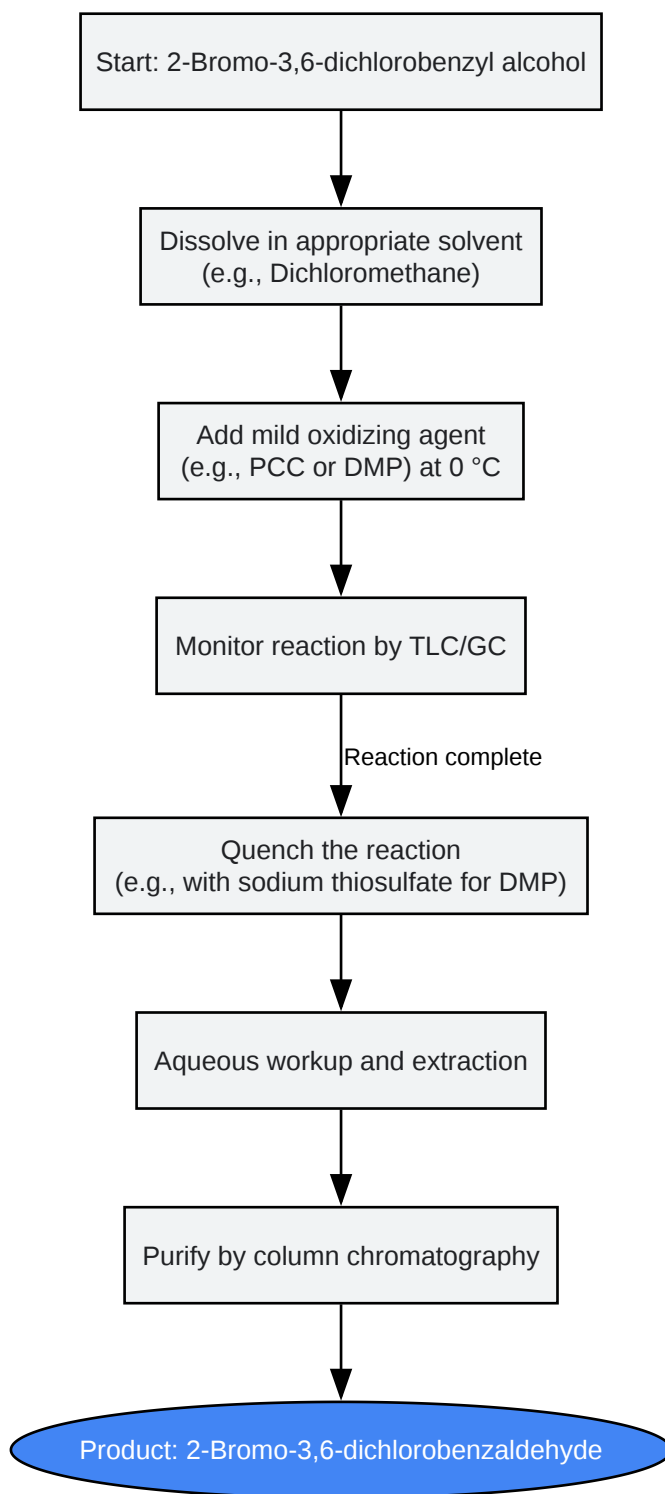 Start: 2-Bromo-3,6-dichlorobenzyl alcohol
Dissolve in appropriate solvent
(e.g., Dichloromethane)
Add mild oxidizing agent
(e.g., PCC or DMP) at 0 °C
Monitor reaction by TLC/GC
Reaction complete
Quench the reaction
(e.g., with sodium thiosulfate for DMP)
Aqueous workup and extraction
Purify by column chromatography
Product: 2-Bromo-3,6-dichlorobenzaldehyde